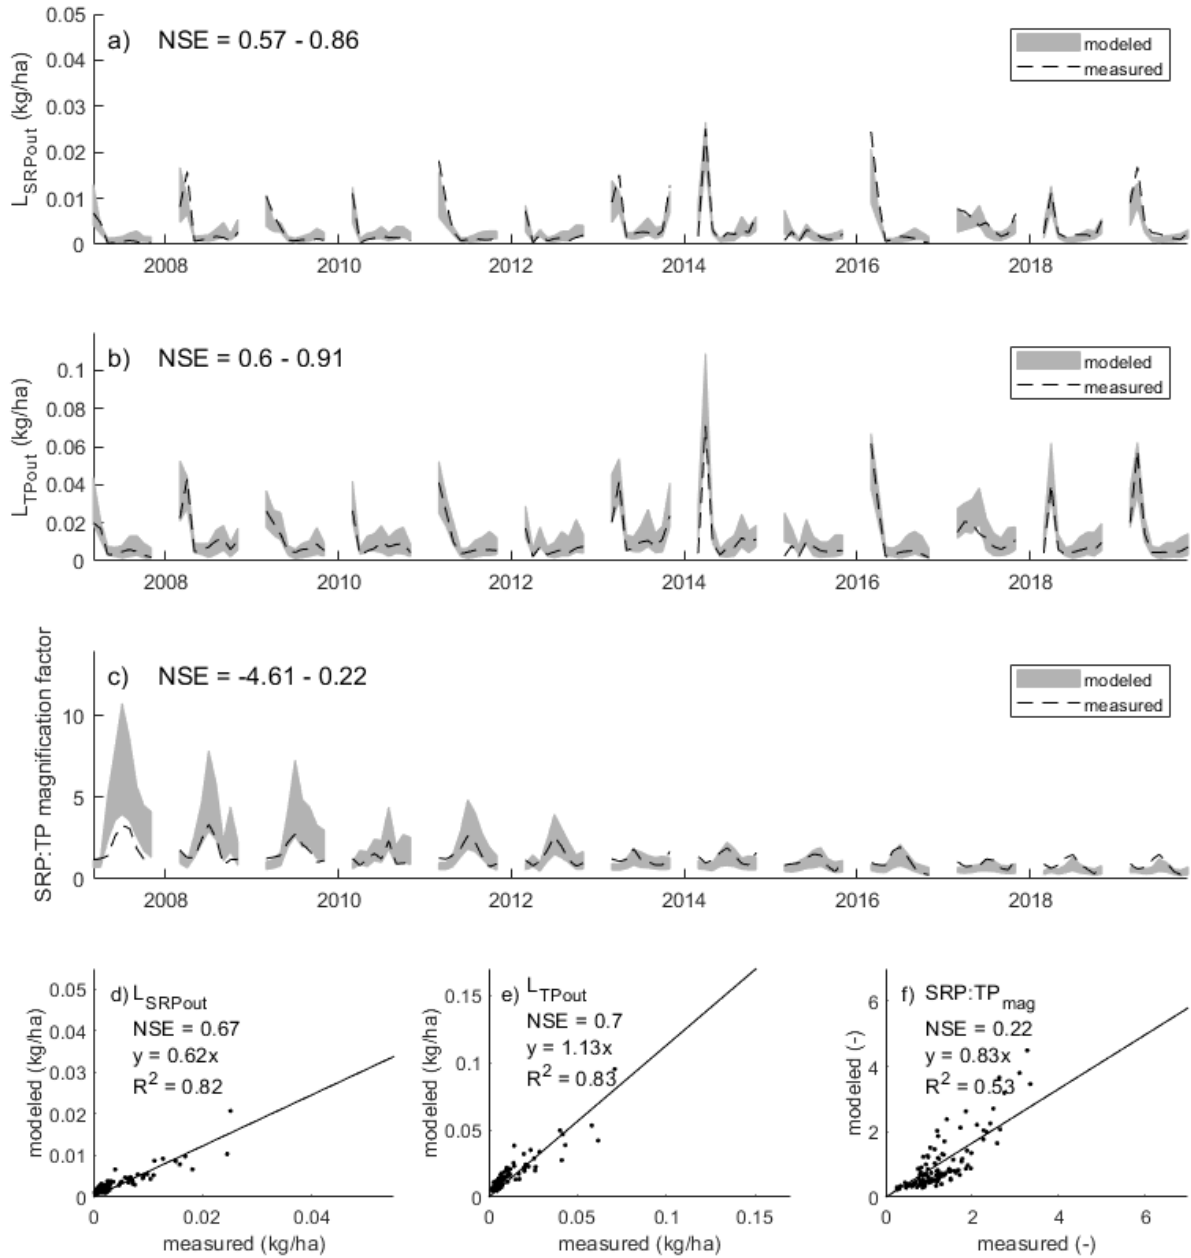 0.05
a) NSE = 0.57 - 0.86
modeled
measured
0.04
0.03
0.02
0.01
0
L_SRPout (kg/ha)
2008 2010 2012 2014 2016 2018
b) NSE = 0.6 - 0.91
modeled
measured
0.1
0.08
0.06
0.04
0.02
0
L_TPout (kg/ha)
2008 2010 2012 2014 2016 2018
c) NSE = -4.61 - 0.22
modeled
measured
10
5
0
SRP:TP magnification factor
2008 2010 2012 2014 2016 2018
d) L_SRPout
NSE = 0.67
y = 0.62x
R² = 0.82
0.05
0.04
0.03
0.02
0.01
0
modeled (kg/ha)
0 0.02 0.04
measured (kg/ha)
e) L_TPout
NSE = 0.7
y = 1.13x
R² = 0.83
0.15
0.1
0.05
0
modeled (kg/ha)
0 0.05 0.1 0.15
measured (kg/ha)
f) SRP:TP_mag
NSE = 0.22
y = 0.83x
R² = 0.53
6
4
2
0
modeled (-)
0 2 4 6
measured (-)